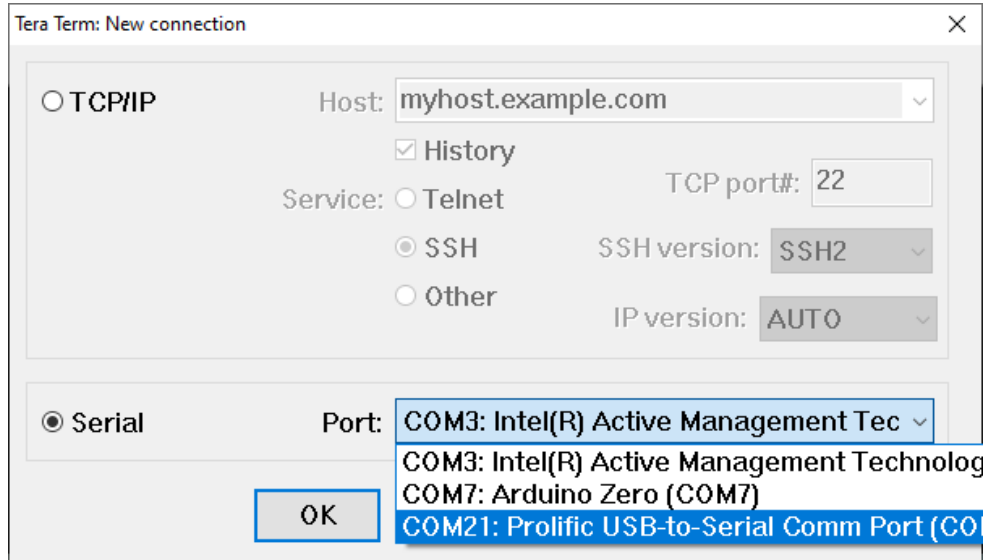 Tera Term: New connection
TCP/IP
Host: myhost.example.com
History
Service: Telnet
TCP port#: 22
SSH
SSH version: SSH2
Other
IP version: AUTO
Serial
Port: COM3: Intel(R) Active Management Tec
COM3: Intel(R) Active Management Technolog
COM7: Arduino Zero (COM7)
COM21: Prolific USB-to-Serial Comm Port (CO
OK